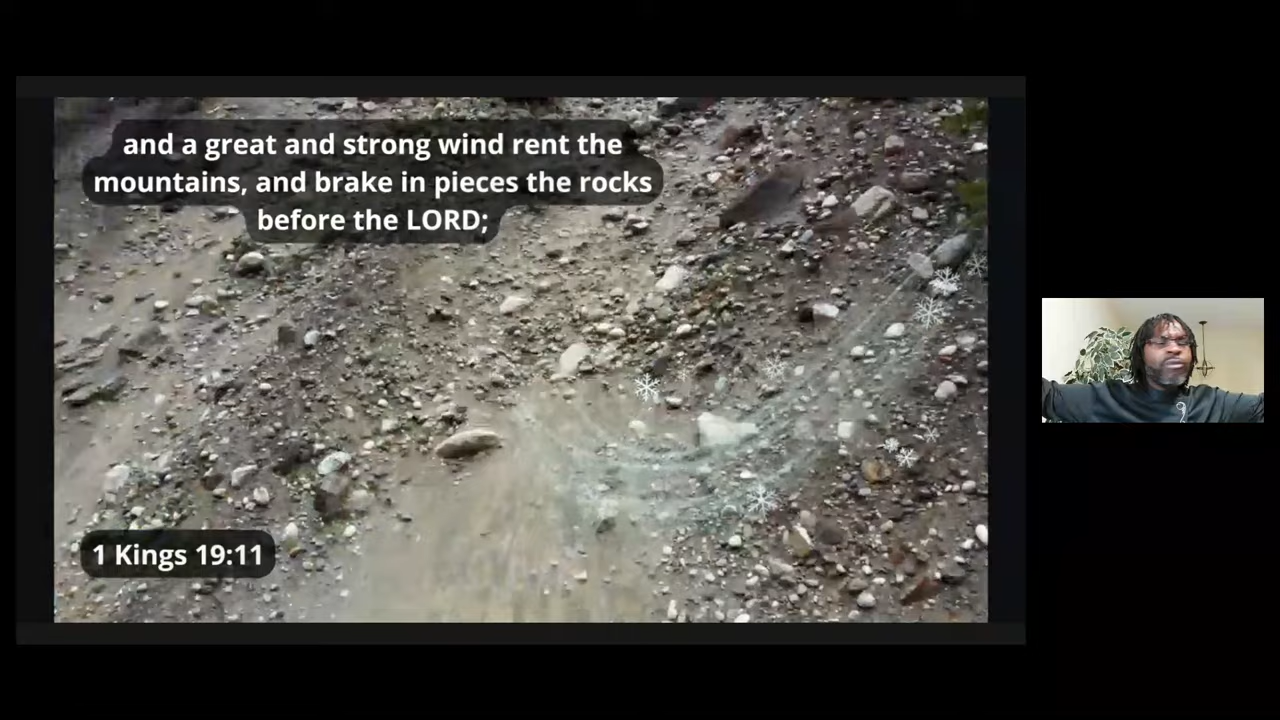 and a great and strong wind rent the
mountains, and brake in pieces the rocks
before the LORD;
1 Kings 19:11